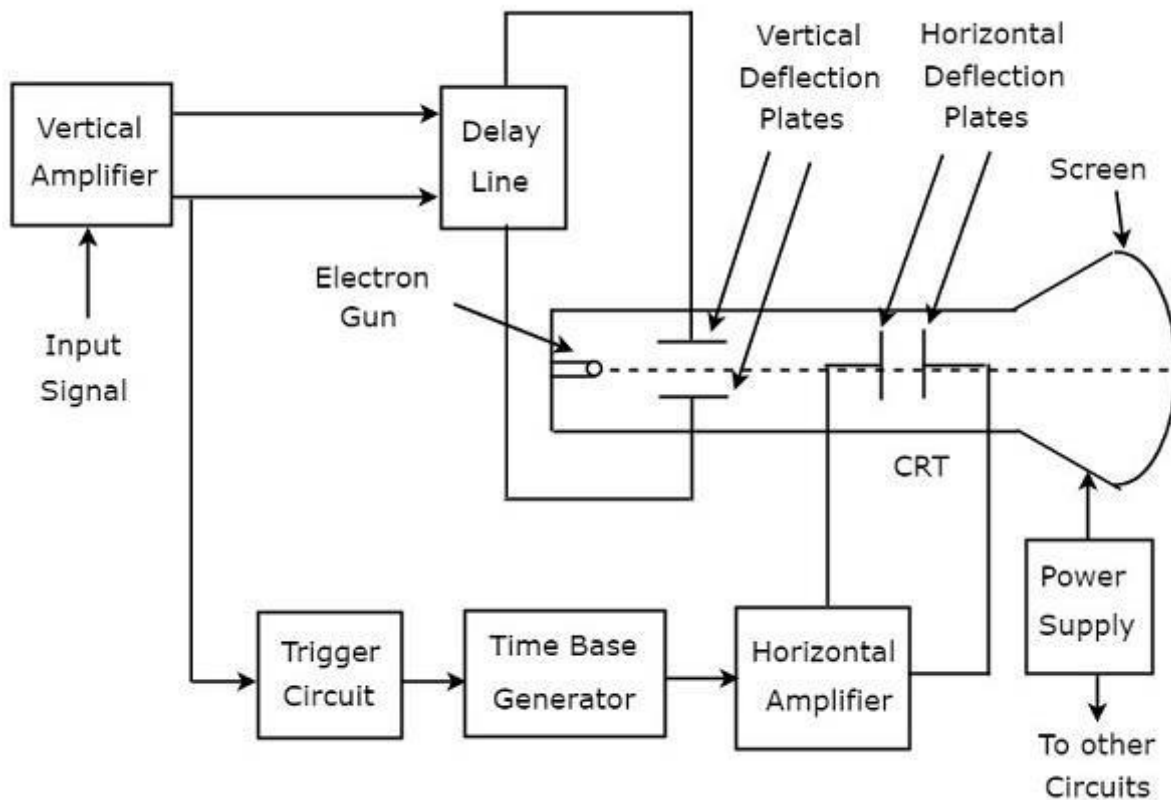 Vertical
Deflection
Plates
Horizontal
Deflection
Plates
Vertical
Amplifier
Delay
Line
Screen
Electron
Gun
Input
Signal
CRT
Power
Supply
Trigger
Circuit
Time Base
Generator
Horizontal
Amplifier
To other
Circuits